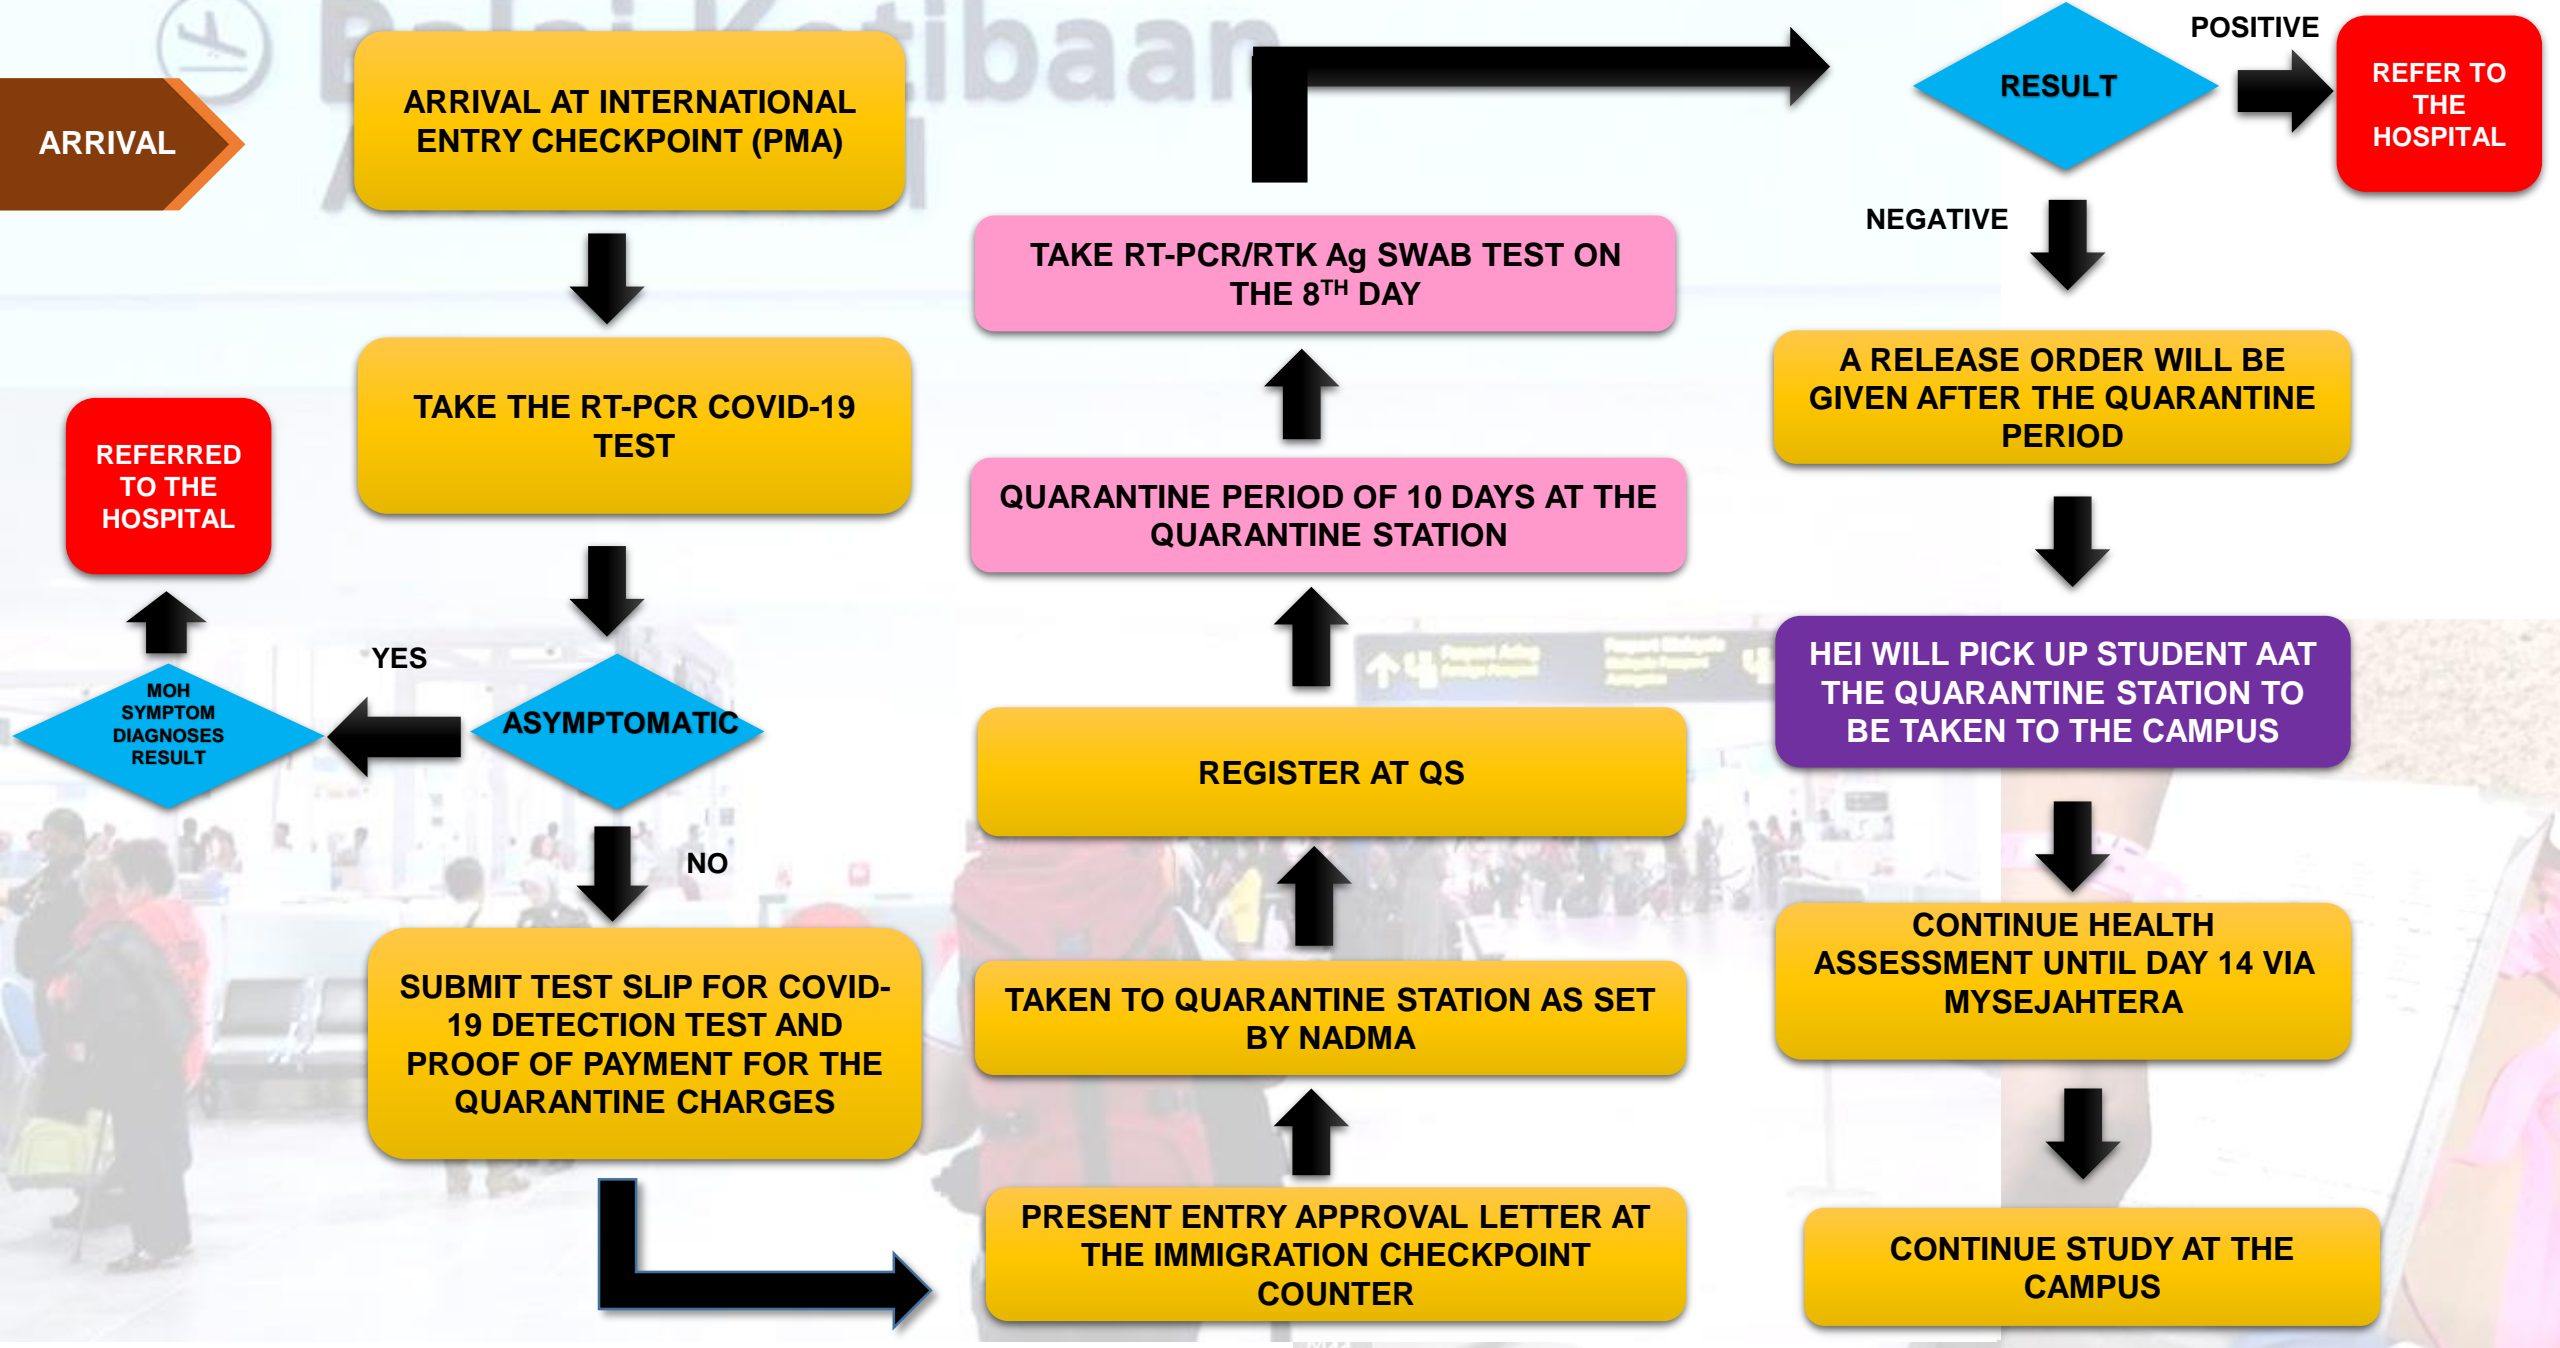 Balai Ketibaan
ARRIVAL
ARRIVAL AT INTERNATIONAL
ENTRY CHECKPOINT (PMA)
TAKE THE RT-PCR COVID-19
TEST
REFERRED
TO THE
HOSPITAL
MOH
SYMPTOM
DIAGNOSES
RESULT
YES
ASYMPTOMATIC
NO
SUBMIT TEST SLIP FOR COVID-
19 DETECTION TEST AND
PROOF OF PAYMENT FOR THE
QUARANTINE CHARGES
PRESENT ENTRY APPROVAL LETTER AT
THE IMMIGRATION CHECKPOINT
COUNTER
TAKEN TO QUARANTINE STATION AS SET
BY NADMA
REGISTER AT QS
QUARANTINE PERIOD OF 10 DAYS AT THE
QUARANTINE STATION
TAKE RT-PCR/RTK Ag SWAB TEST ON
THE 8TH DAY
RESULT
POSITIVE
REFER TO
THE
HOSPITAL
NEGATIVE
A RELEASE ORDER WILL BE
GIVEN AFTER THE QUARANTINE
PERIOD
HEI WILL PICK UP STUDENT AAT
THE QUARANTINE STATION TO
BE TAKEN TO THE CAMPUS
CONTINUE HEALTH
ASSESSMENT UNTIL DAY 14 VIA
MYSEJAHTERA
CONTINUE STUDY AT THE
CAMPUS